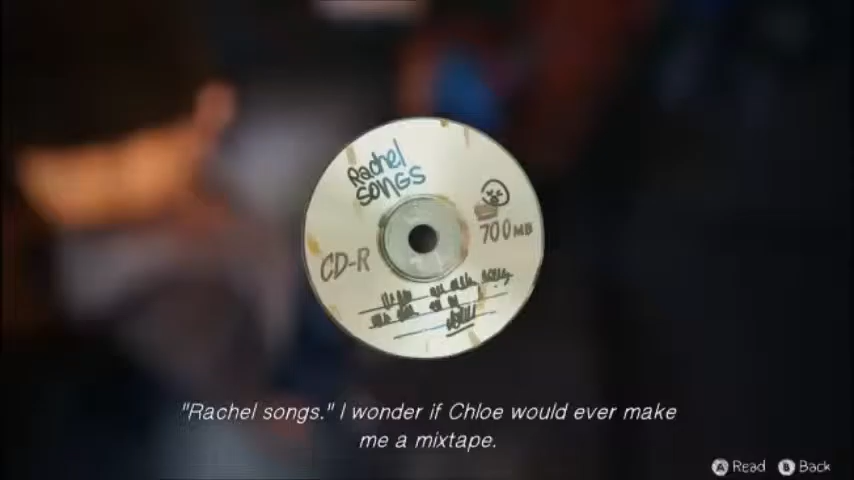 Rachel
SONGS
CD-R
700MB
"Rachel songs." I wonder if Chloe would ever make
me a mixtape.
A Read B Back